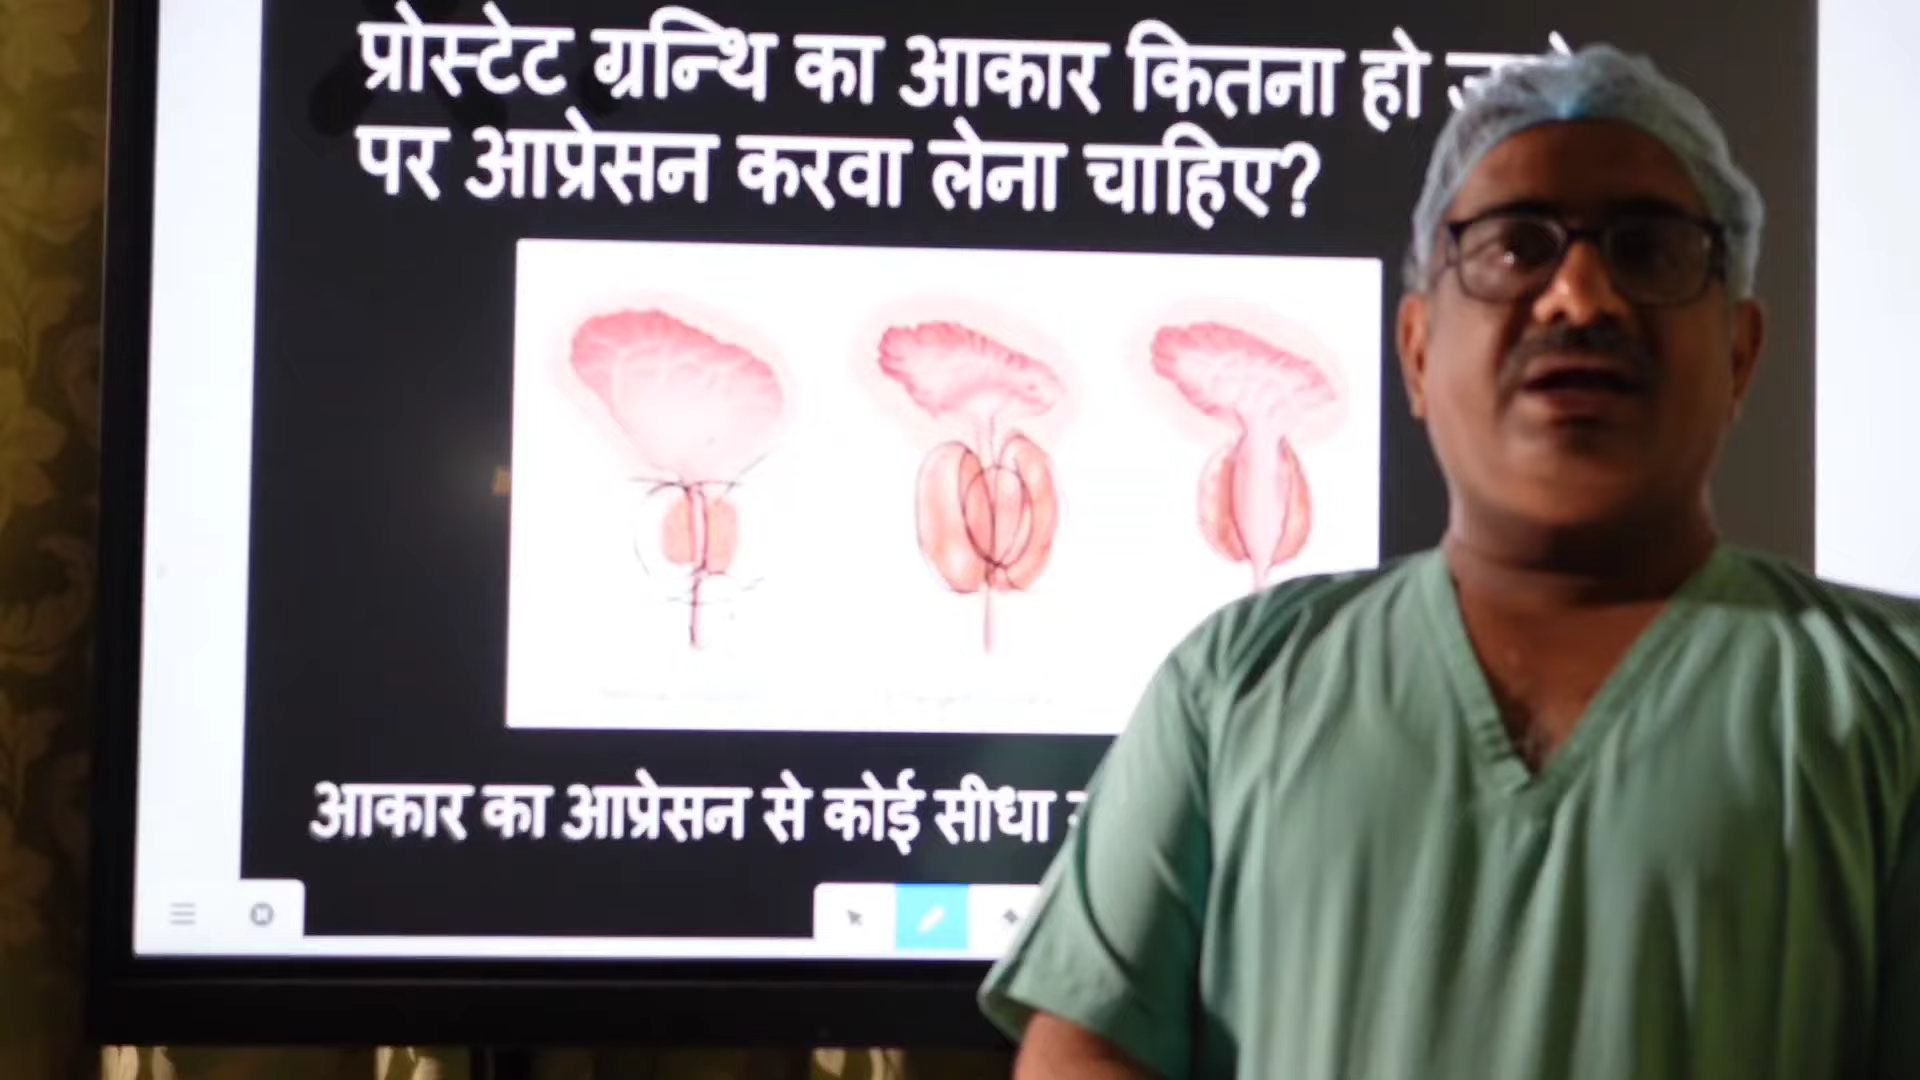 प्रोस्टेट ग्रन्थि का आकार कितना हो
पर आप्रेसन करवा लेना चाहिए?
आकार का आप्रेसन से कोई सीधा